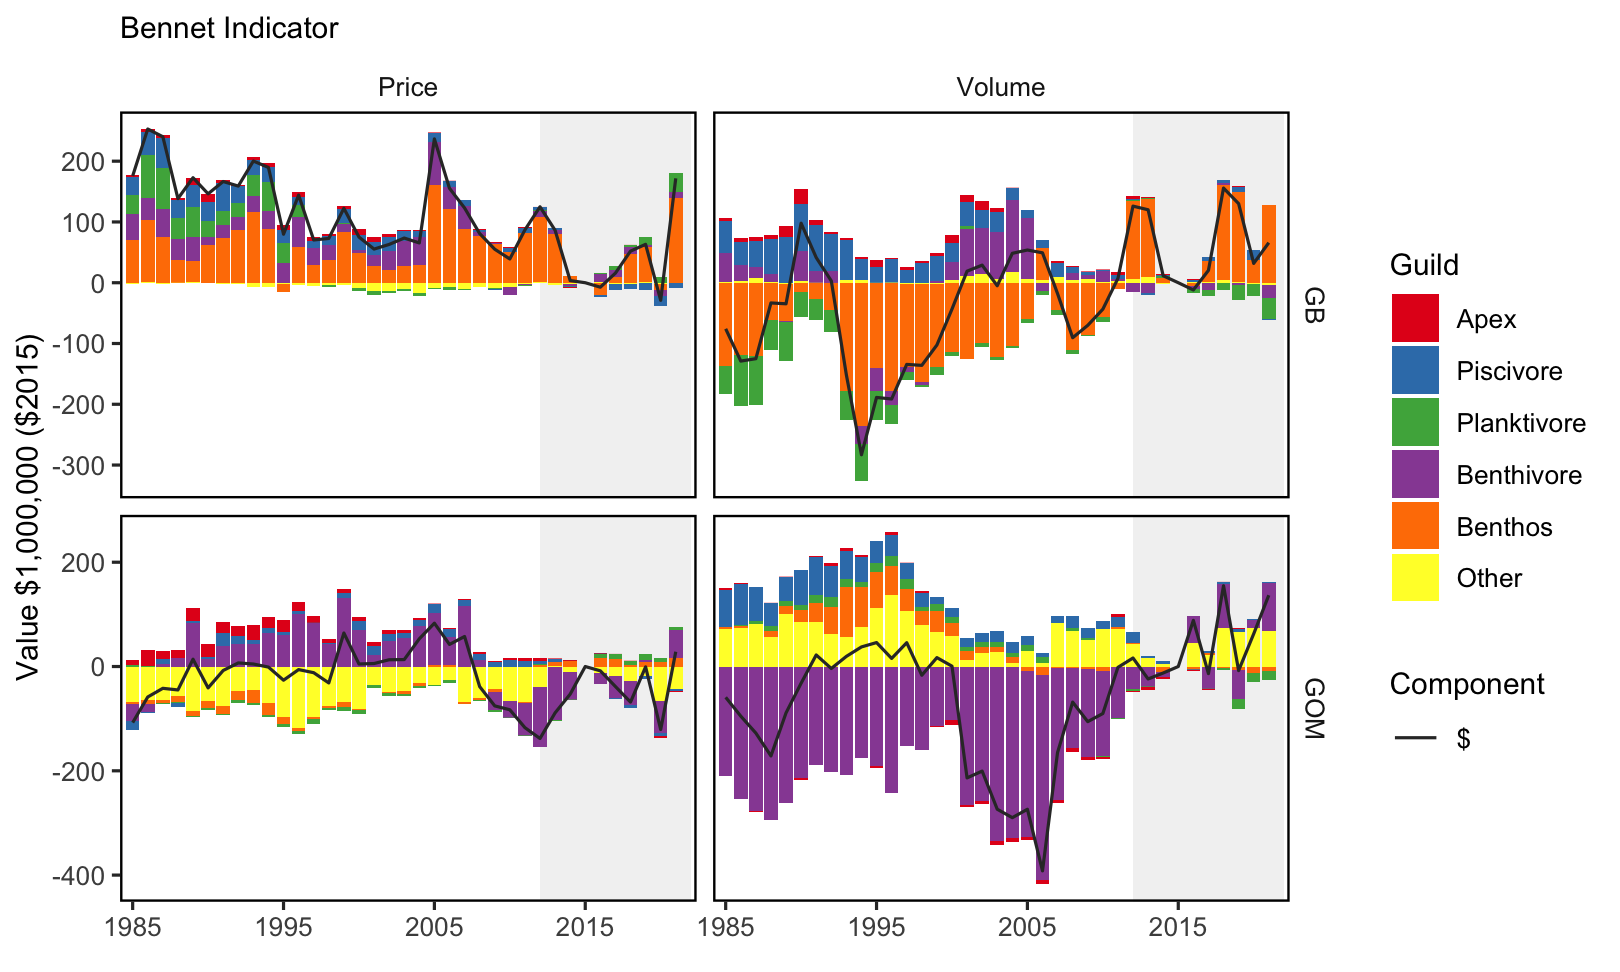 Bennet Indicator
Price
Volume
Value $1,000,000 ($2015)
200
100
0
-100
-200
-300
GB
200
0
-200
-400
GOM
1985
1995
2005
2015
1985
1995
2005
2015
Guild
Apex
Piscivore
Planktivore
Benthivore
Benthos
Other
Component
$